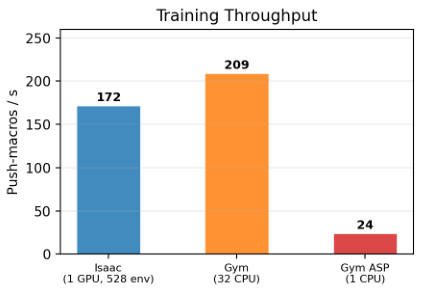 Training Throughput
Push-macros / s
250
200
150
100
50
0
172
209
24
Isaac
(1 GPU, 528 env)
Gym
(32 CPU)
Gym ASP
(1 CPU)